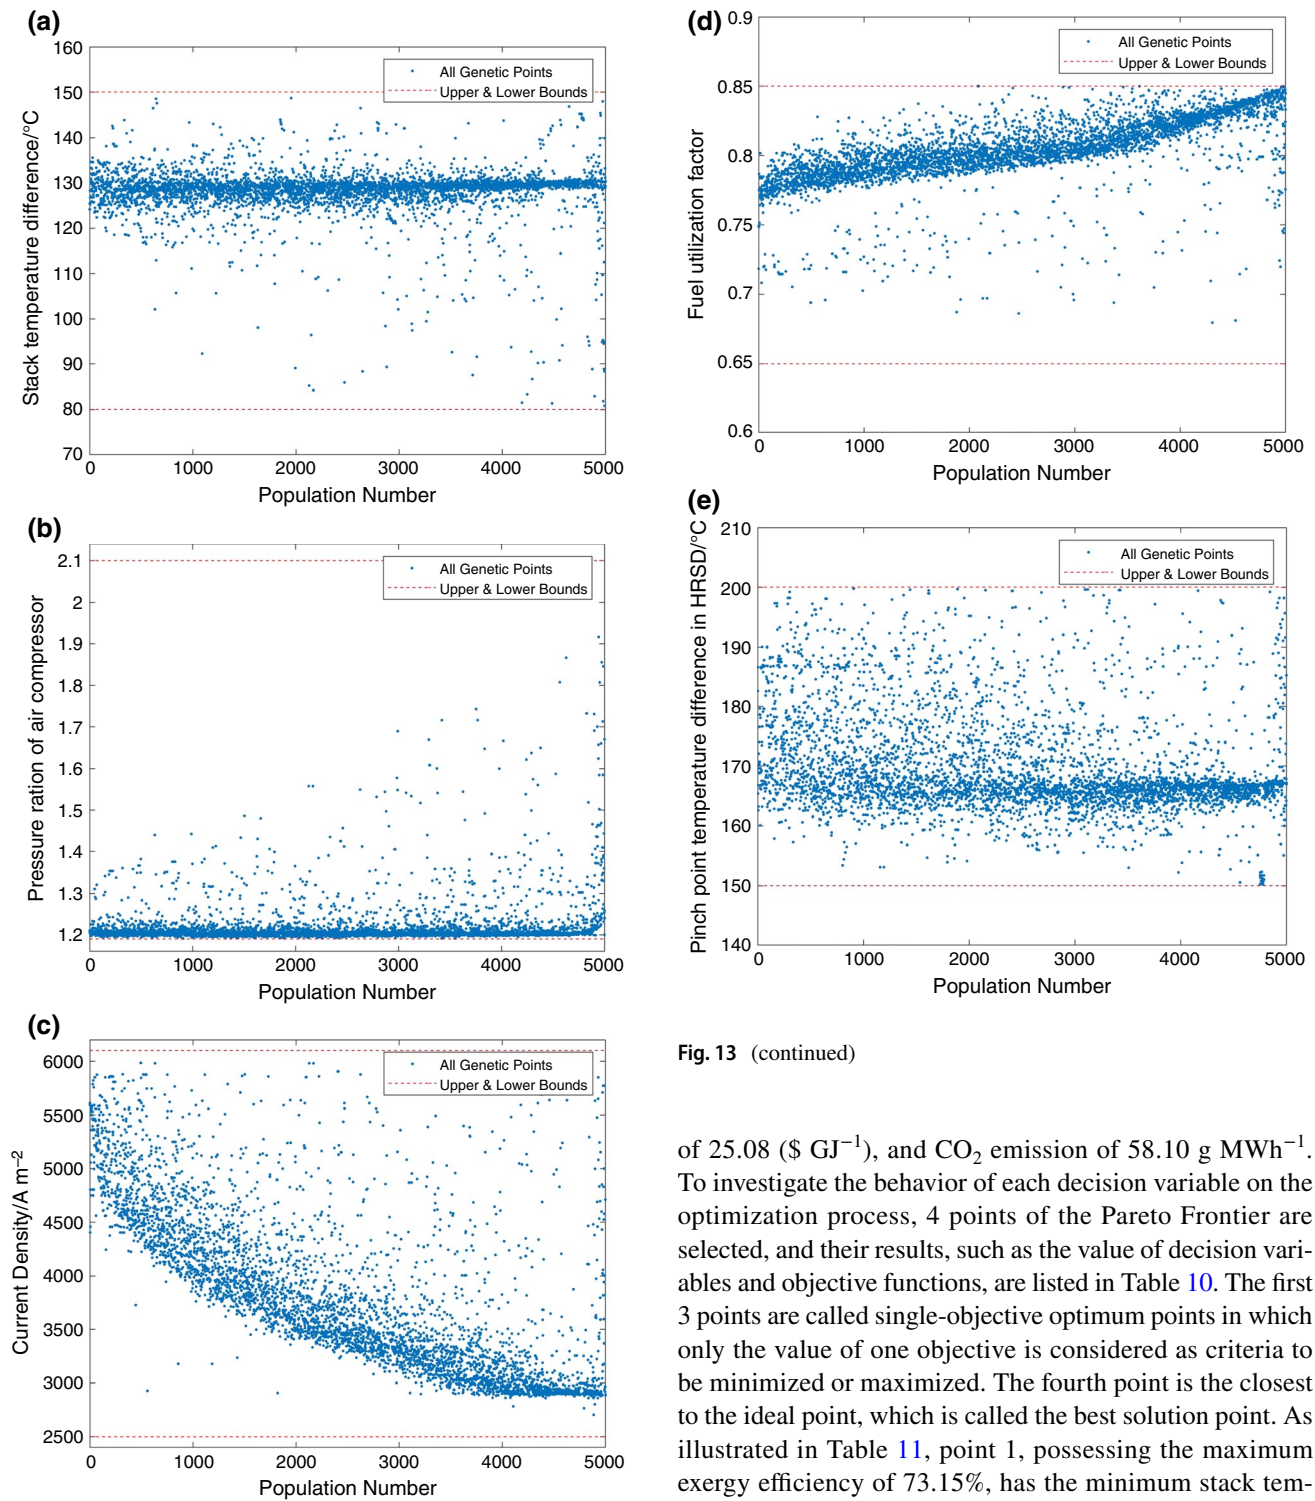 (a)
160
150
140
130
120
110
100
90
80
70
0 1000 2000 3000 4000 5000
Stack temperature difference/°C
Population Number
All Genetic Points
Upper & Lower Bounds
(b)
2.1
2
1.9
1.8
1.7
1.6
1.5
1.4
1.3
1.2
0 1000 2000 3000 4000 5000
Pressure ration of air compressor
Population Number
All Genetic Points
Upper & Lower Bounds
(c)
6000
5500
5000
4500
4000
3500
3000
2500
0 1000 2000 3000 4000 5000
Current Density/A m⁻²
Population Number
All Genetic Points
Upper & Lower Bounds
(d)
0.9
0.85
0.8
0.75
0.7
0.65
0.6
0 1000 2000 3000 4000 5000
Fuel utilization factor
Population Number
All Genetic Points
Upper & Lower Bounds
(e)
210
200
190
180
170
160
150
140
0 1000 2000 3000 4000 5000
Pinch point temperature difference in HRSD/°C
Population Number
All Genetic Points
Upper & Lower Bounds
Fig. 13 (continued)
of 25.08 ($ GJ⁻¹), and CO₂ emission of 58.10 g MWh⁻¹.
To investigate the behavior of each decision variable on the
optimization process, 4 points of the Pareto Frontier are
selected, and their results, such as the value of decision vari-
ables and objective functions, are listed in Table 10. The first
3 points are called single-objective optimum points in which
only the value of one objective is considered as criteria to
be minimized or maximized. The fourth point is the closest
to the ideal point, which is called the best solution point. As
illustrated in Table 11, point 1, possessing the maximum
exergy efficiency of 73.15%, has the minimum stack tem-